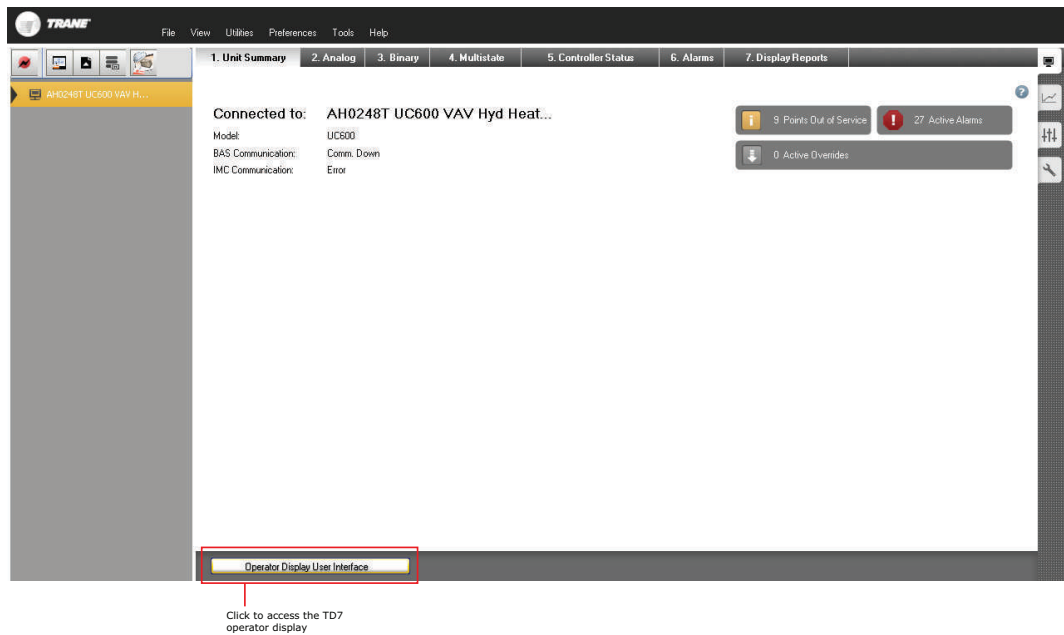 TRANE
File View Utilities Preferences Tools Help
1. Unit Summary 2. Analog 3. Binary 4. Multistate 5. Controller Status 6. Alarms 7. Display Reports
AH0248T UC600 VAV H...
Connected to: AH0248T UC600 VAV Hyd Heat...
Model: UC600
BAS Communication: Comm. Down
IMC Communication: Error
9 Points Out of Service
27 Active Alarms
0 Active Overrides
Operator Display User Interface
Click to access the TD7
operator display